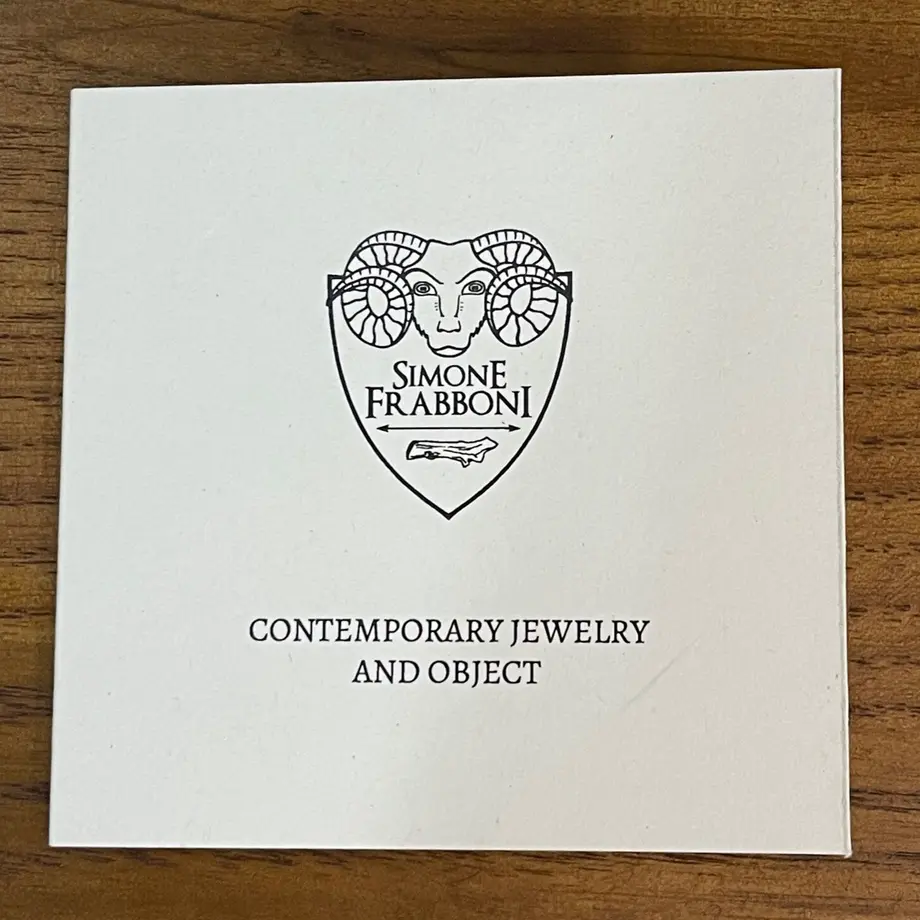 SIMONE
FRABBONI
CONTEMPORARY JEWELRY
AND OBJECT